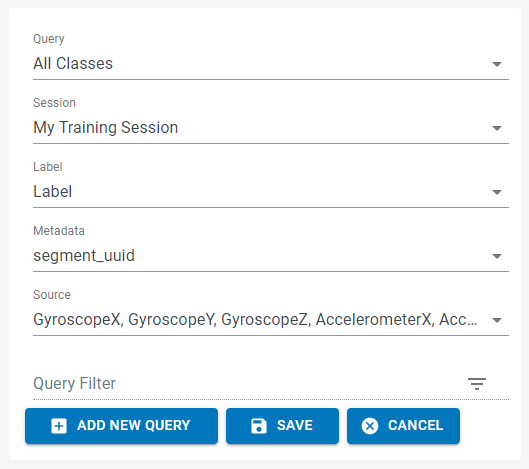 Query
All Classes
Session
My Training Session
Label
Label
Metadata
segment_uuid
Source
GyroscopeX, GyroscopeY, GyroscopeZ, AccelerometerX, Acc...
Query Filter
ADD NEW QUERY SAVE CANCEL